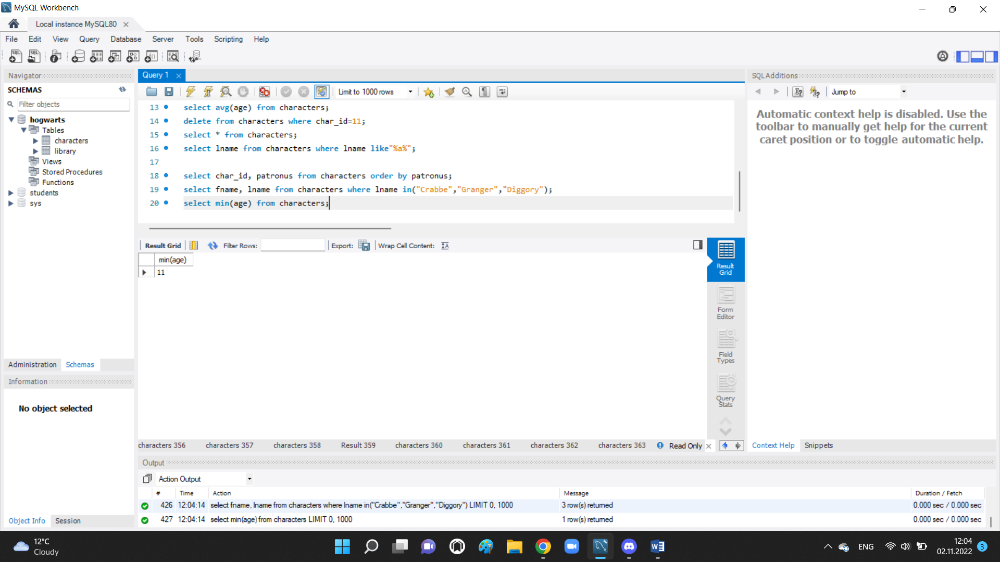 MySQL Workbench
Local instance MySQL80
File Edit View Query Database Server Tools Scripting Help
Navigator
SCHEMAS
Filter objects
hogwarts
Tables
characters
library
Views
Stored Procedures
Functions
students
sys
Administration Schemas
Information
No object selected
Object Info Session
Query 1
Limit to 1000 rows
13 select avg(age) from characters;
14 delete from characters where char_id=11;
15 select * from characters;
16 select lname from characters where lname like"%a%";
17
18 select char_id, patronus from characters order by patronus;
19 select fname, lname from characters where lname in("Crabbe","Granger","Diggory");
20 select min(age) from characters;
Result Grid Filter Rows: Export: Wrap Cell Content:
min(age)
11
Result Grid
Form Editor
Field Types
Query Stats
characters 356 characters 357 characters 358 Result 359 characters 360 characters 361 characters 362 characters 363 Read Only
SQLAdditions
Jump to
Automatic context help is disabled. Use the
toolbar to manually get help for the current
caret position or to toggle automatic help.
Context Help Snippets
Output
Action Output
# Time Action Message Duration / Fetch
426 12:04:14 select fname, lname from characters where lname in("Crabbe","Granger","Diggory") LIMIT 0, 1000 3 row(s) returned 0.000 sec / 0.000 sec
427 12:04:14 select min(age) from characters LIMIT 0, 1000 1 row(s) returned 0.000 sec / 0.000 sec
12°C
Cloudy
ENG
12:04
02.11.2022
3